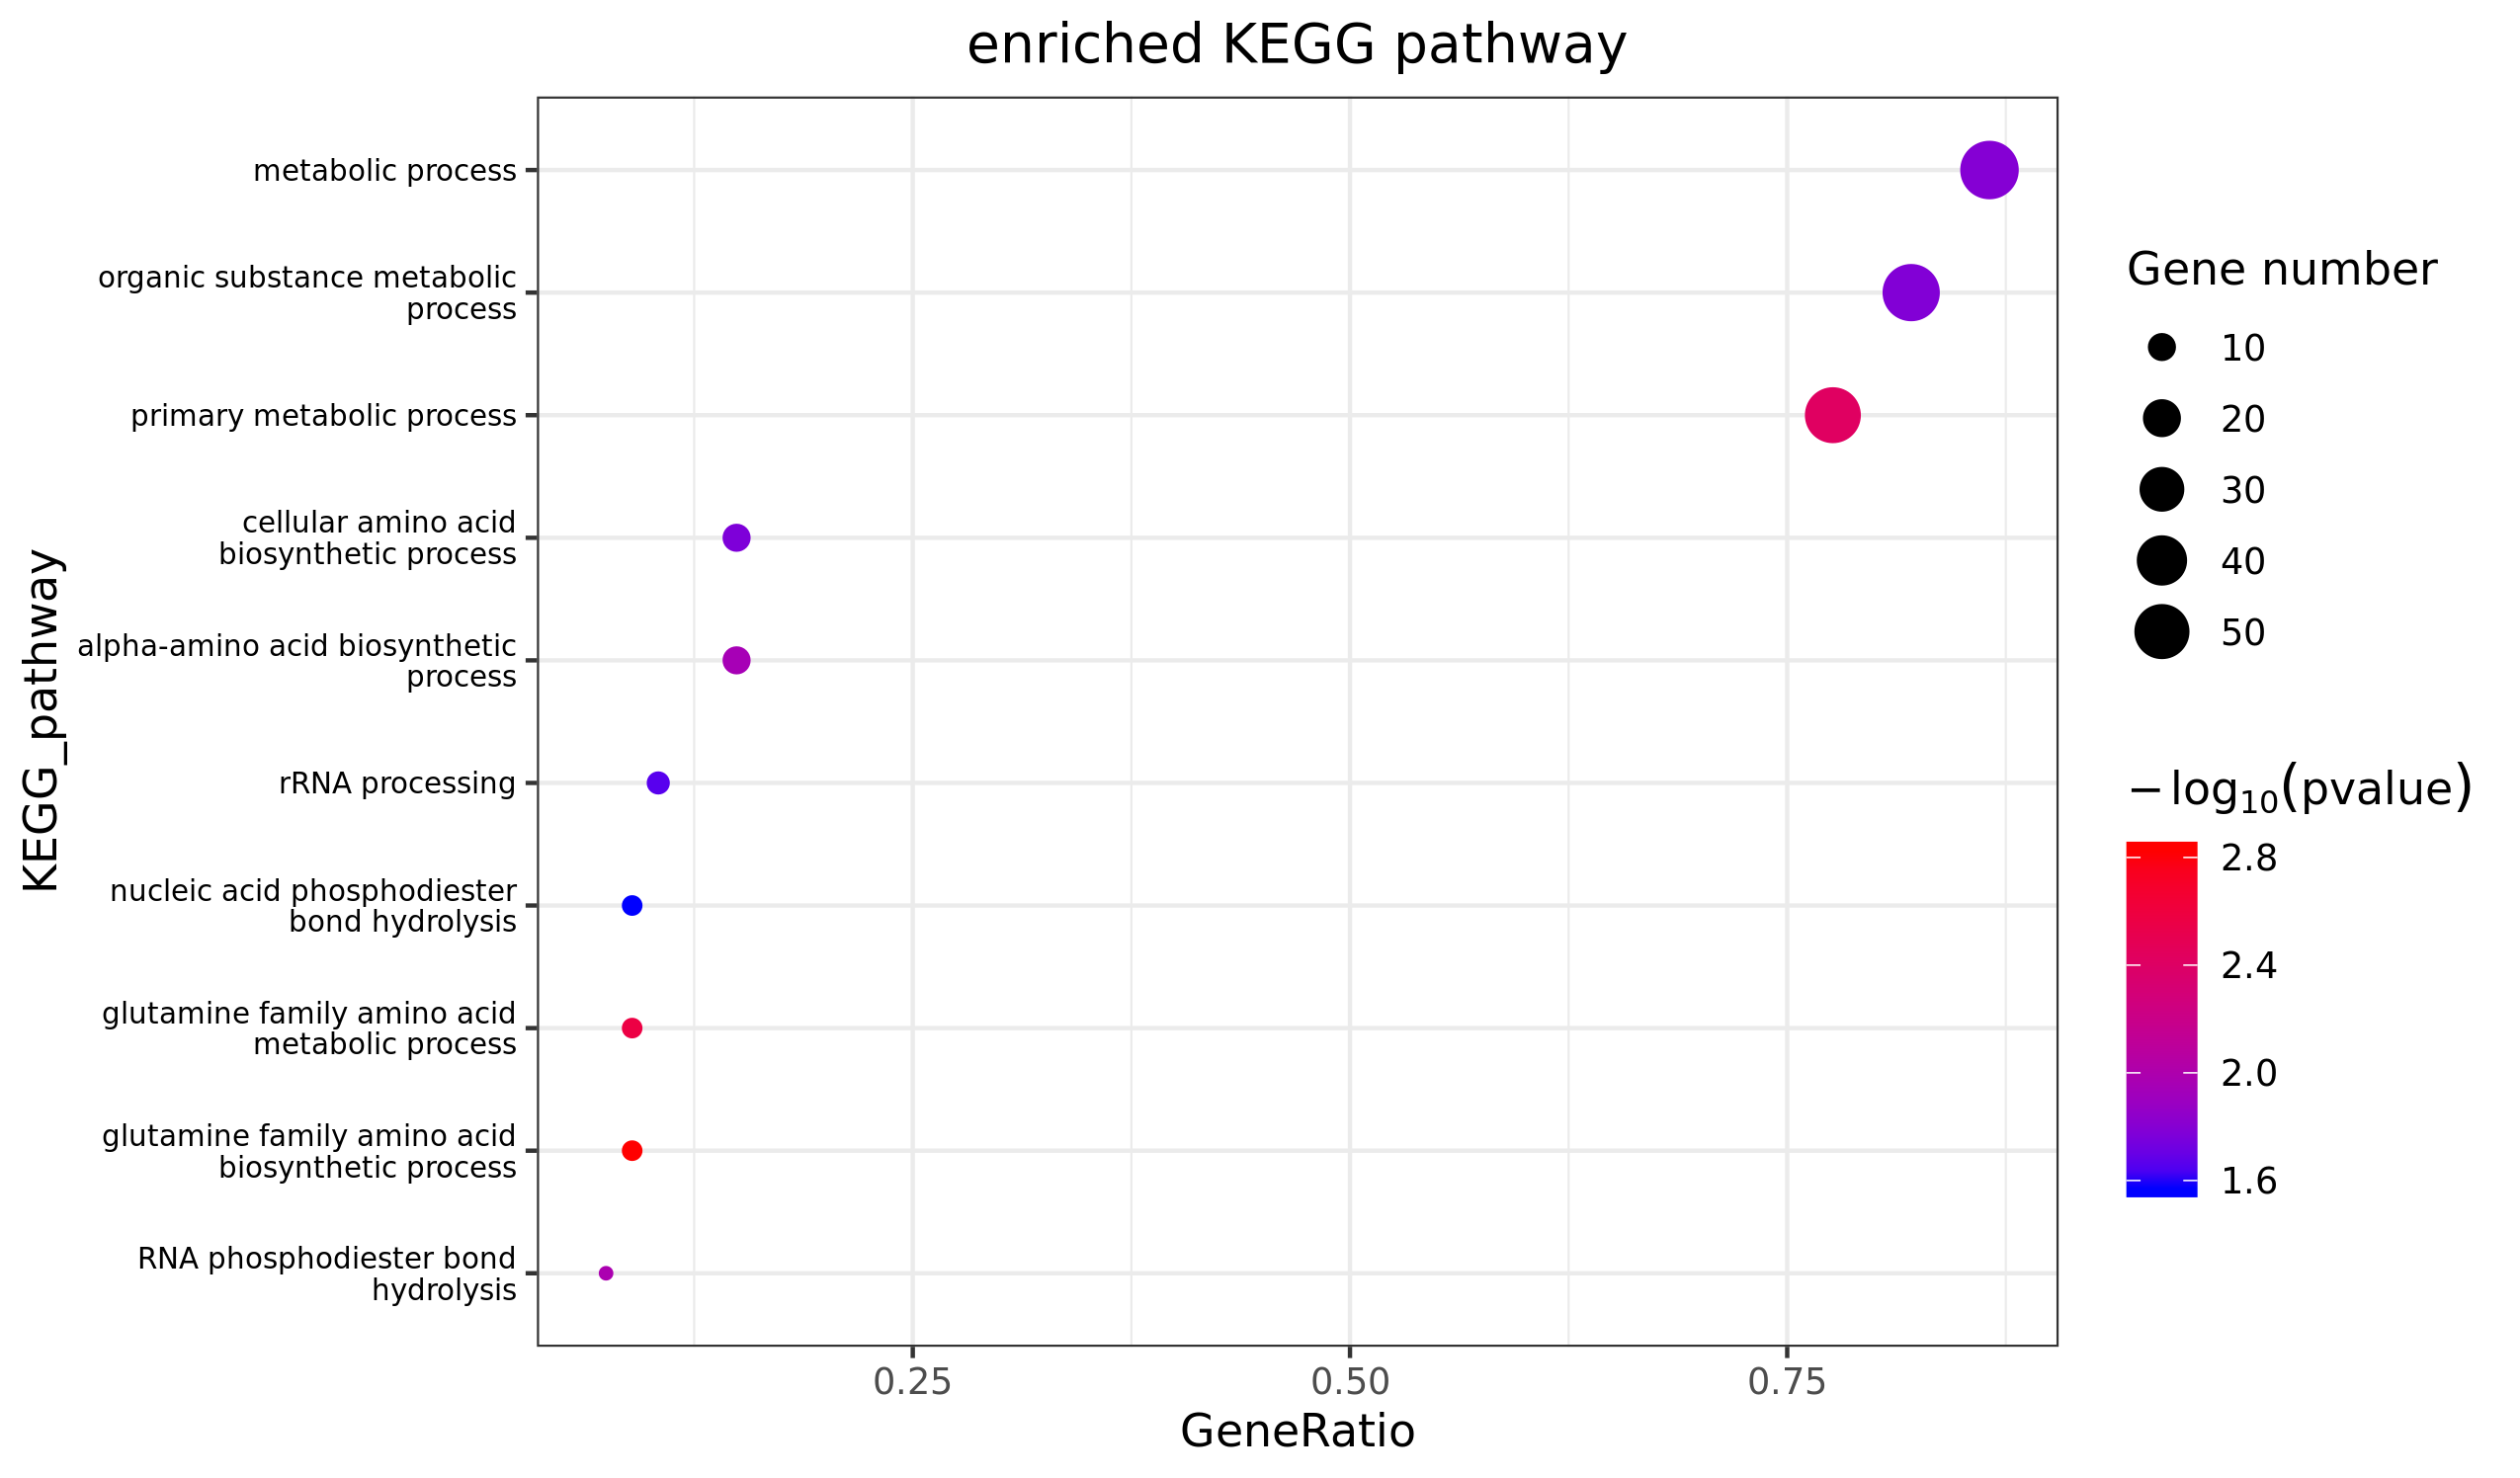 enriched KEGG pathway
KEGG_pathway
metabolic process
organic substance metabolic
process
primary metabolic process
cellular amino acid
biosynthetic process
alpha-amino acid biosynthetic
process
rRNA processing
nucleic acid phosphodiester
bond hydrolysis
glutamine family amino acid
metabolic process
glutamine family amino acid
biosynthetic process
RNA phosphodiester bond
hydrolysis
0.25 0.50 0.75
GeneRatio
Gene number
10
20
30
40
50
−log₁₀(pvalue)
2.8
2.4
2.0
1.6